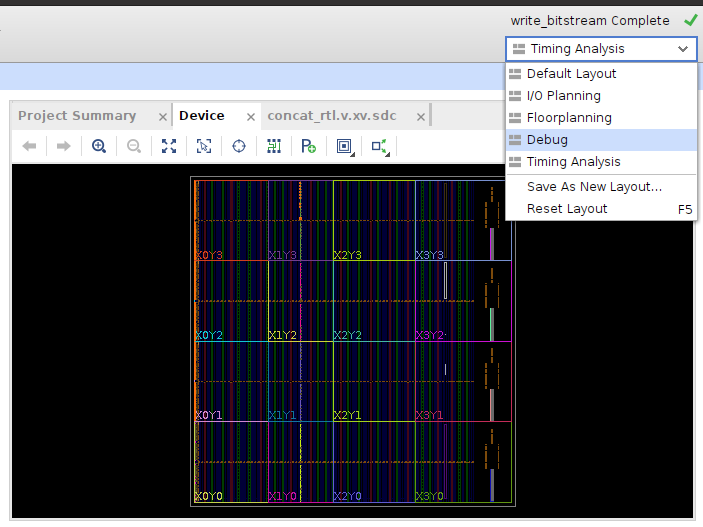 write_bitstream Complete
Timing Analysis
Default Layout
I/O Planning
Floorplanning
Debug
Timing Analysis
Save As New Layout...
Reset Layout F5
Project Summary Device concat_rtl.v.xv.sdc
X0Y3 X1Y3 X2Y3 X3Y3
X0Y2 X1Y2 X2Y2 X3Y2
X0Y1 X1Y1 X2Y1 X3Y1
X0Y0 X1Y0 X2Y0 X3Y0